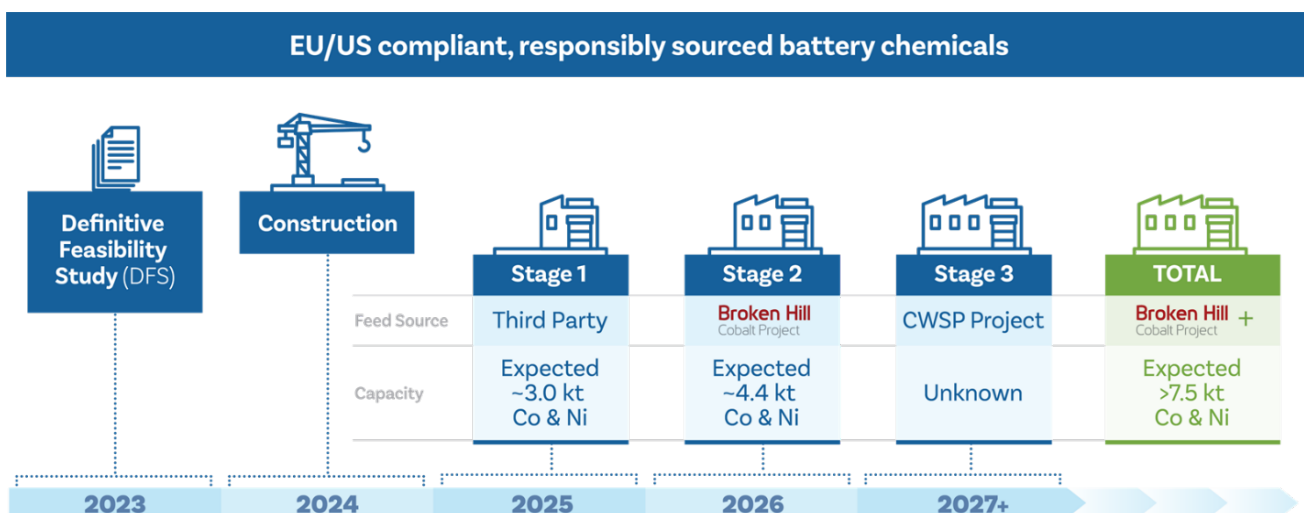 EU/US compliant, responsibly sourced battery chemicals
Definitive
Feasibility
Study (DFS)
Construction
Stage 1
Stage 2
Stage 3
TOTAL
Feed Source
Third Party
Broken Hill
Cobalt Project
CWSP Project
Broken Hill +
Cobalt Project
Capacity
Expected
~3.0 kt
Co & Ni
Expected
~4.4 kt
Co & Ni
Unknown
Expected
>7.5 kt
Co & Ni
2023
2024
2025
2026
2027+